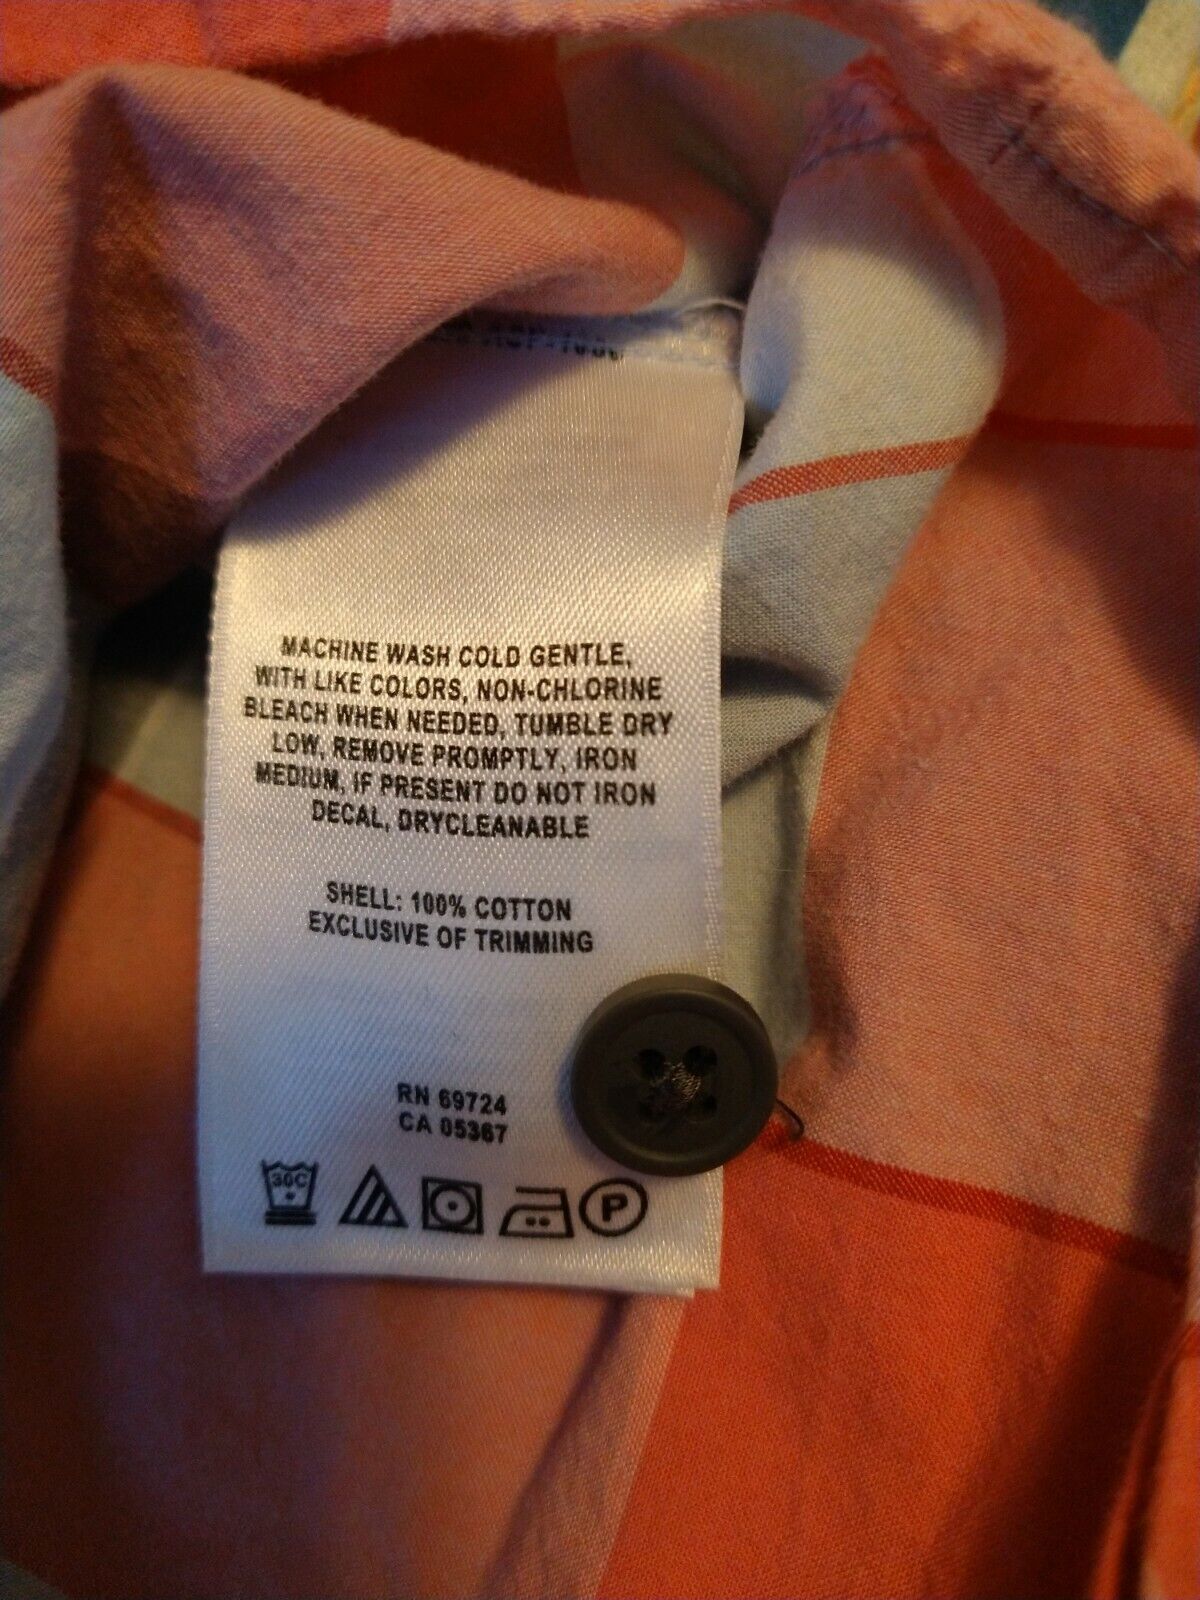 MACHINE WASH COLD GENTLE,
WITH LIKE COLORS, NON-CHLORINE
BLEACH WHEN NEEDED, TUMBLE DRY
LOW, REMOVE PROMPTLY, IRON
MEDIUM, IF PRESENT DO NOT IRON
DECAL, DRYCLEANABLE
SHELL: 100% COTTON
EXCLUSIVE OF TRIMMING
RN 69724
CA 05367
30C P